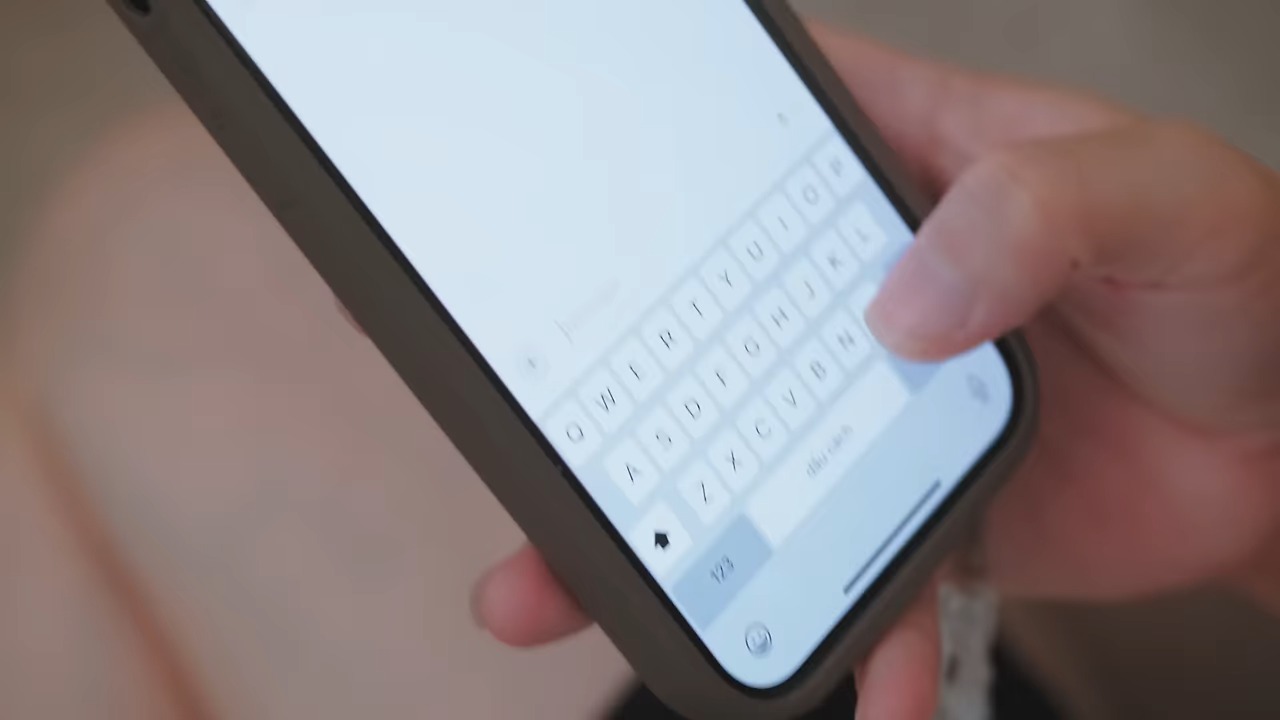 Q W E R T Y U I O P
A S D F G H J K L
Z X C V B N
123 dấu cách